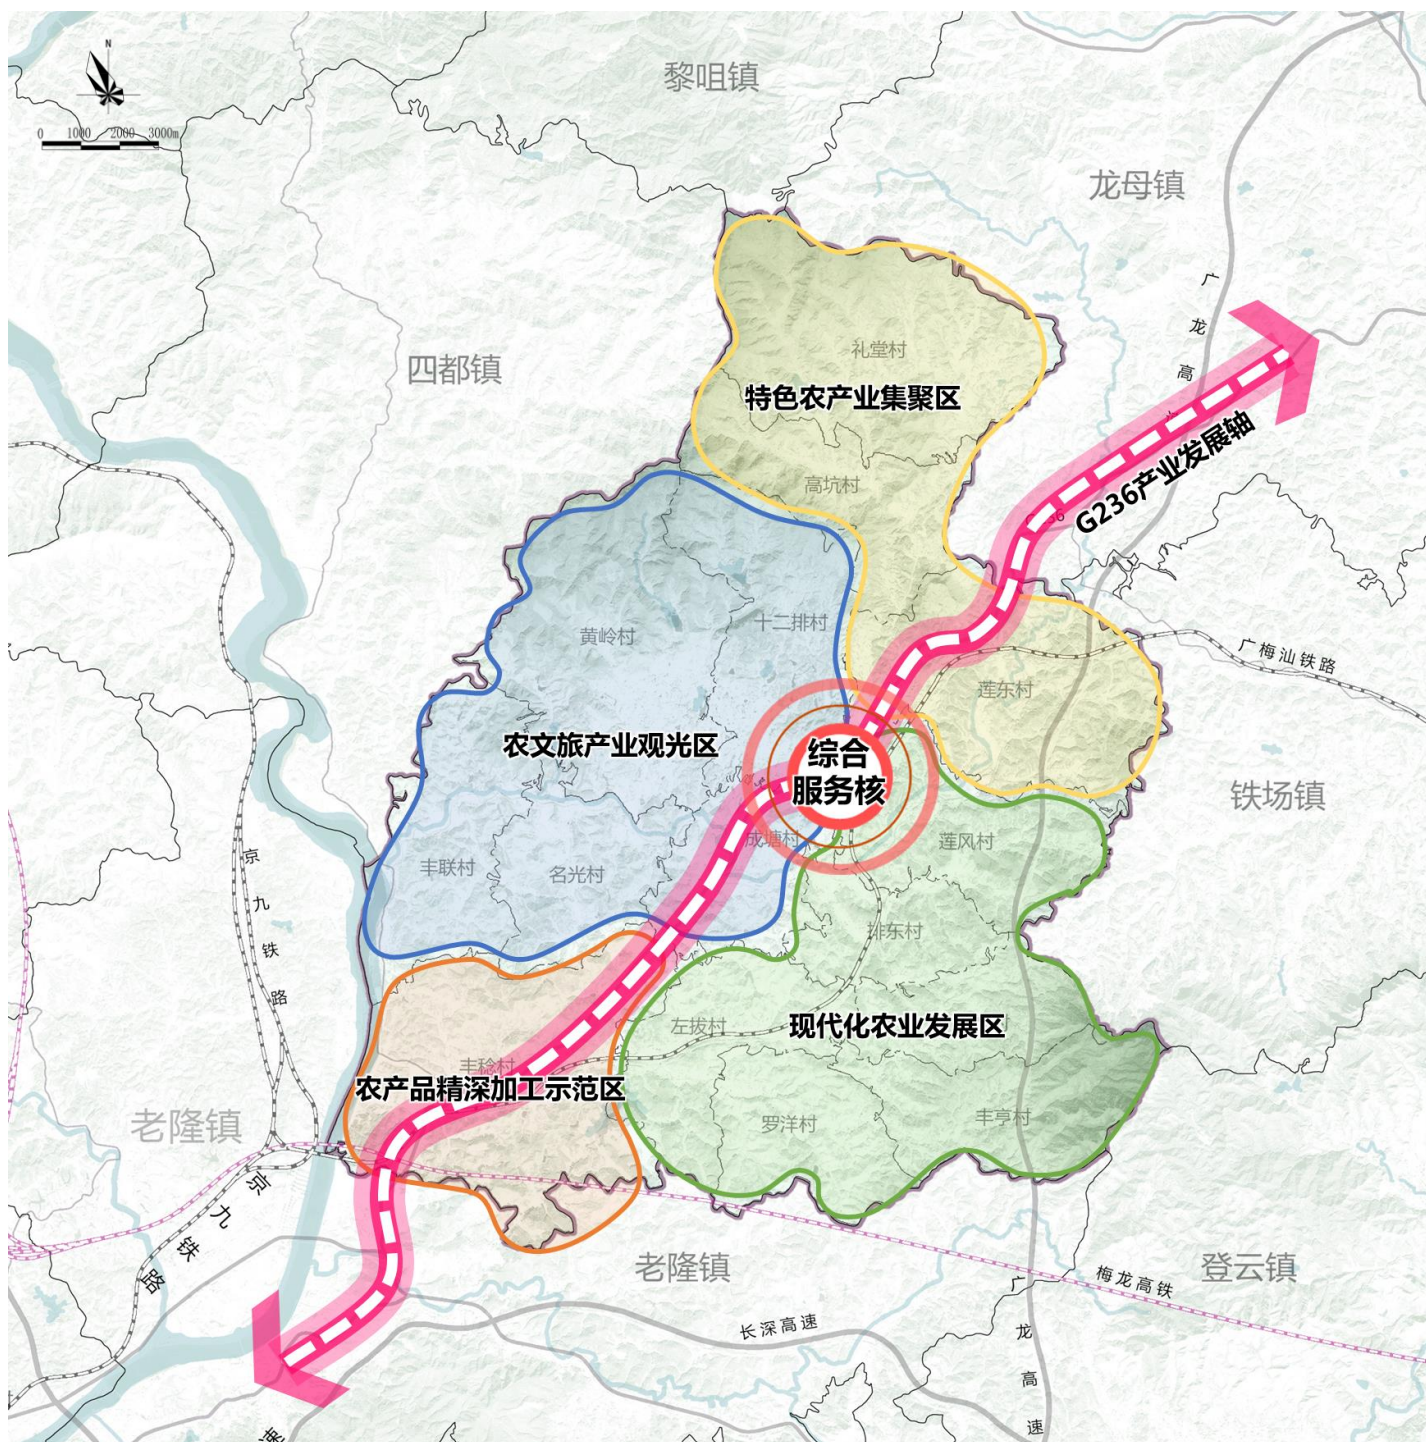 N
0 1000 2000 3000m
黎咀镇
龙母镇
广龙高
四都镇
礼堂村
特色农产业集聚区
G236产业发展轴
高坑村
黄岭村
十二排村
广梅汕铁路
莲东村
农文旅产业观光区
综合
服务核
铁场镇
成塘村
莲风村
丰联村
名光村
京九铁路
排东村
左拔村
现代化农业发展区
丰稔村
农产品精深加工示范区
老隆镇
罗洋村
丰亨村
京九铁路
老隆镇
登云镇
梅龙高铁
长深高速
广龙高速
速